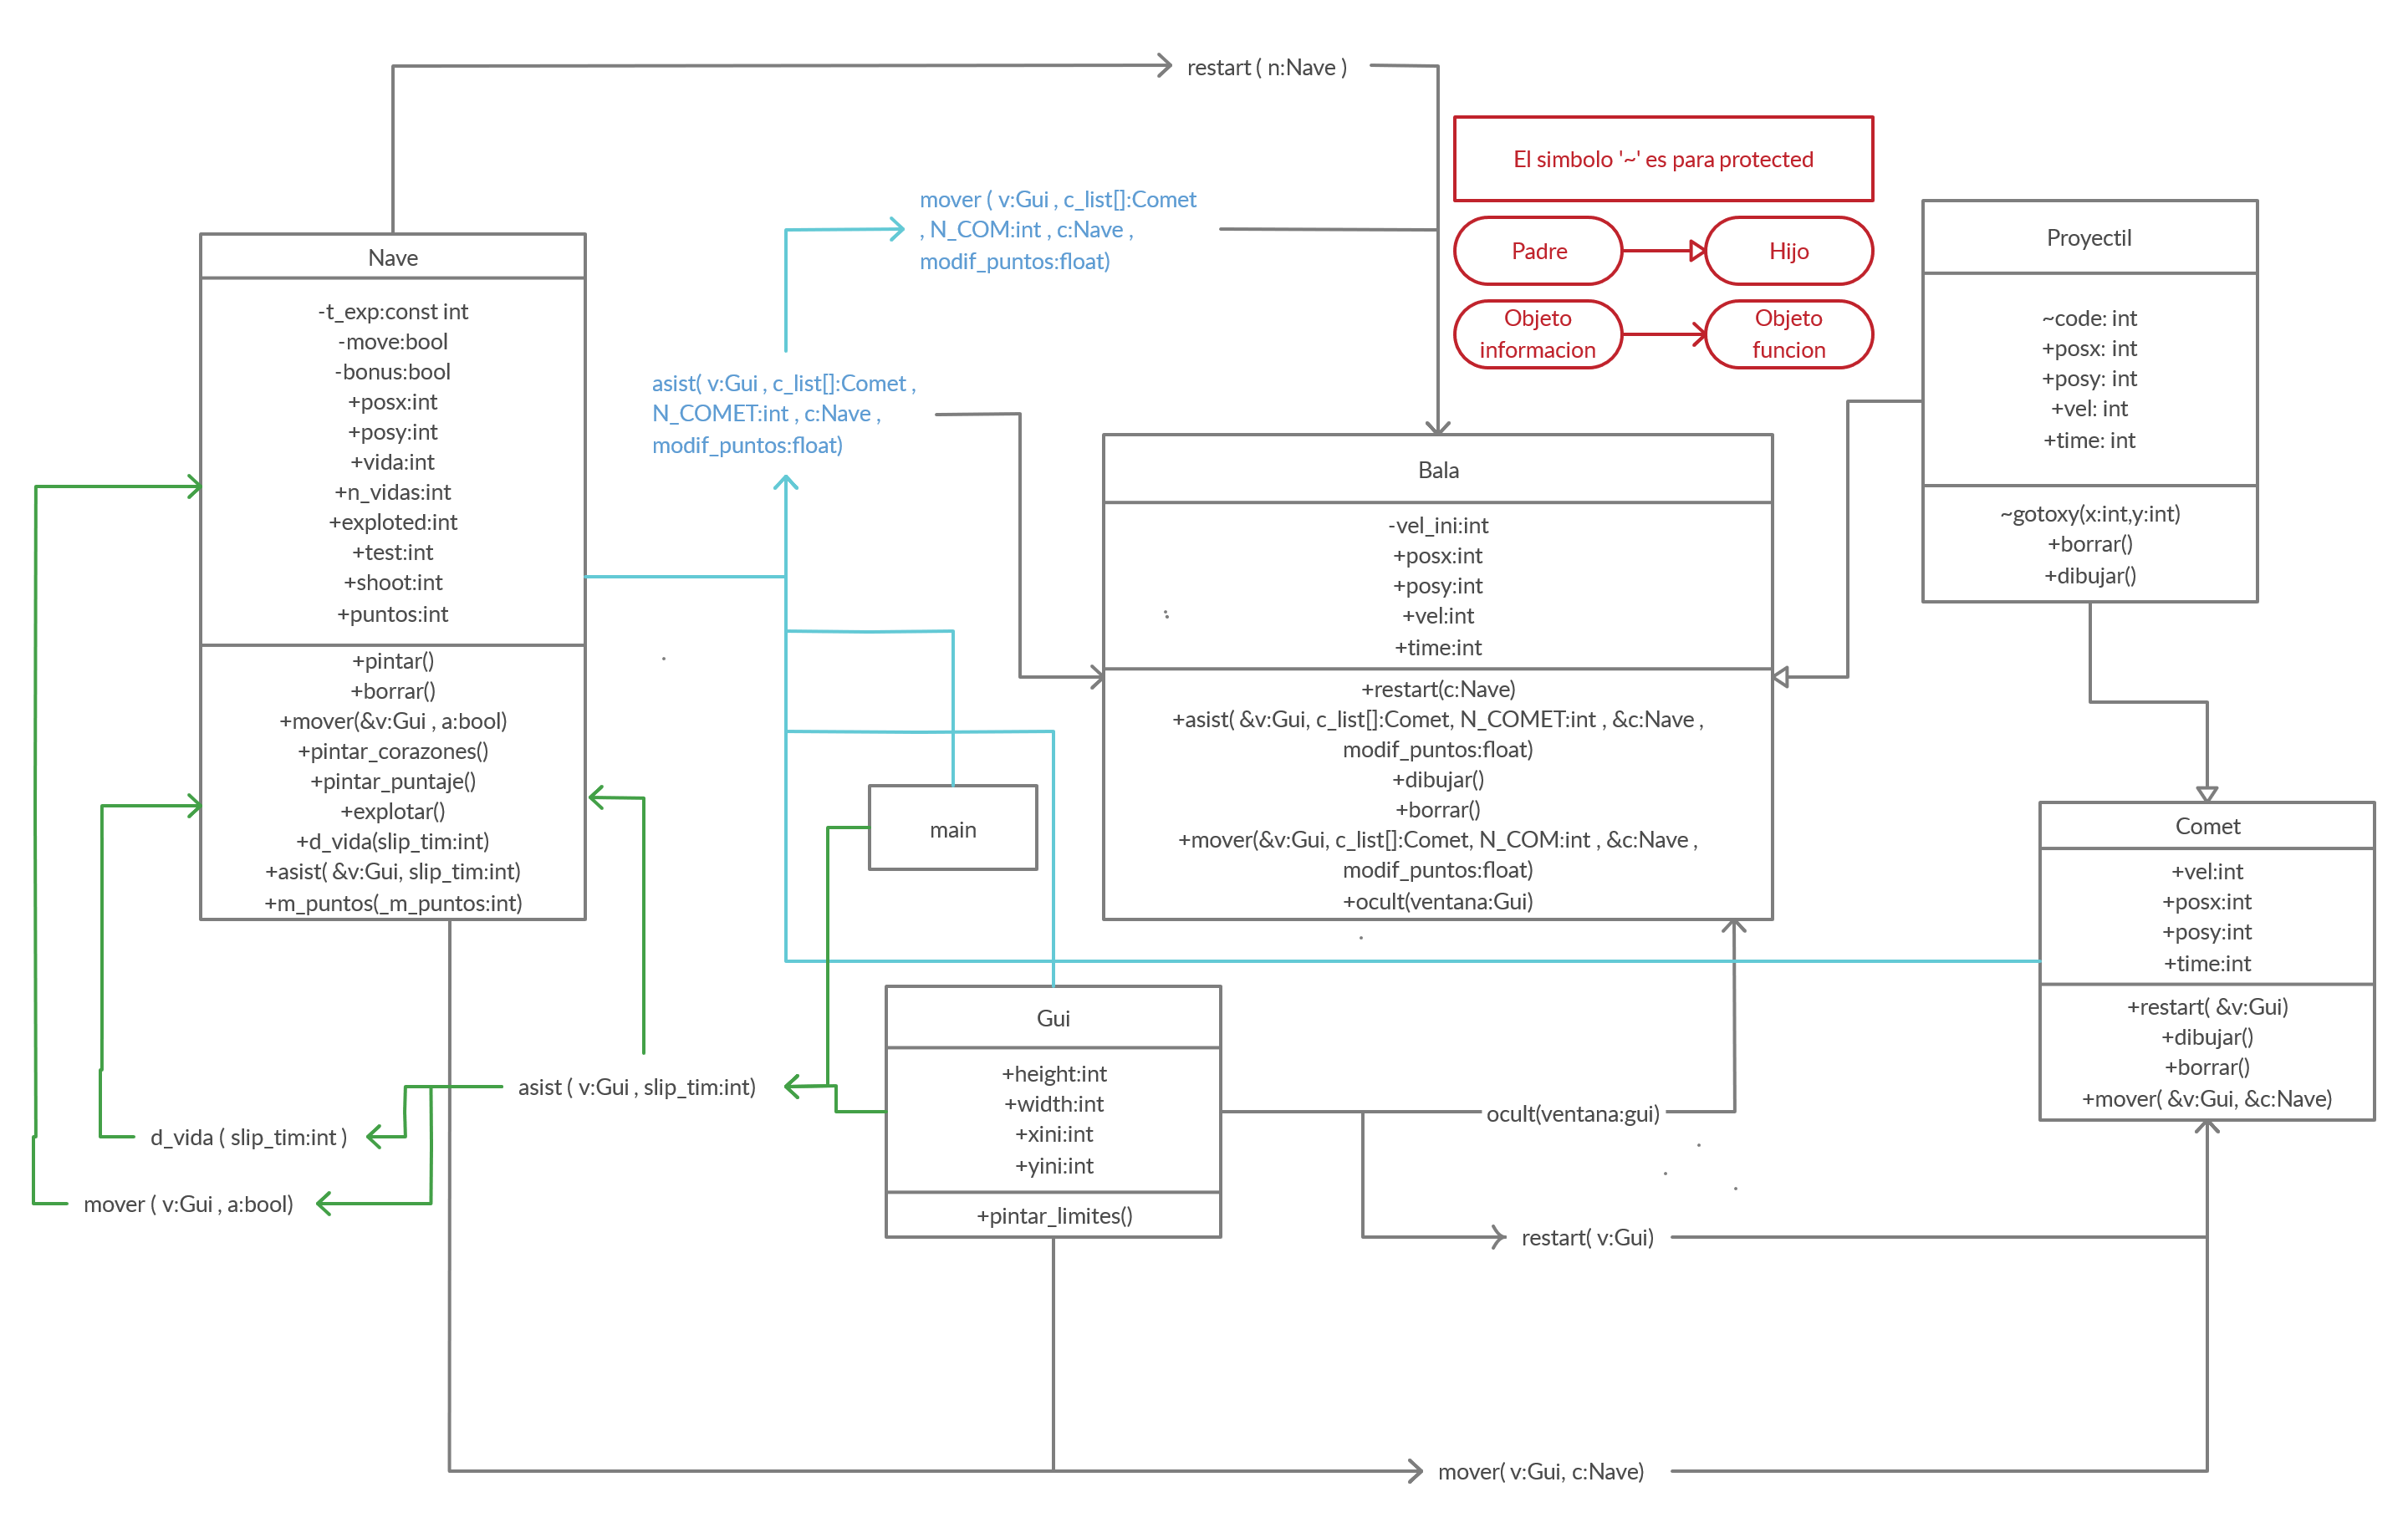 restart ( n:Nave )
El simbolo '~' es para protected
Padre
Hijo
Objeto
informacion
Objeto
funcion
mover ( v:Gui , c_list[]:Comet
, N_COM:int , c:Nave ,
modif_puntos:float)
asist( v:Gui , c_list[]:Comet ,
N_COMET:int , c:Nave ,
modif_puntos:float)
Nave
-t_exp:const int
-move:bool
-bonus:bool
+posx:int
+posy:int
+vida:int
+n_vidas:int
+exploted:int
+test:int
+shoot:int
+puntos:int
+pintar()
+borrar()
+mover(&v:Gui , a:bool)
+pintar_corazones()
+pintar_puntaje()
+explotar()
+d_vida(slip_tim:int)
+asist( &v:Gui, slip_tim:int)
+m_puntos(_m_puntos:int)
Proyectil
~code: int
+posx: int
+posy: int
+vel: int
+time: int
~gotoxy(x:int,y:int)
+borrar()
+dibujar()
Bala
-vel_ini:int
+posx:int
+posy:int
+vel:int
+time:int
+restart(c:Nave)
+asist( &v:Gui, c_list[]:Comet, N_COMET:int , &c:Nave ,
modif_puntos:float)
+dibujar()
+borrar()
+mover(&v:Gui, c_list[]:Comet, N_COM:int , &c:Nave ,
modif_puntos:float)
+ocult(ventana:Gui)
main
Comet
+vel:int
+posx:int
+posy:int
+time:int
+restart( &v:Gui)
+dibujar()
+borrar()
+mover( &v:Gui, &c:Nave)
Gui
+height:int
+width:int
+xini:int
+yini:int
+pintar_limites()
asist ( v:Gui , slip_tim:int)
d_vida ( slip_tim:int )
mover ( v:Gui , a:bool)
ocult(ventana:gui)
restart( v:Gui)
mover( v:Gui, c:Nave)